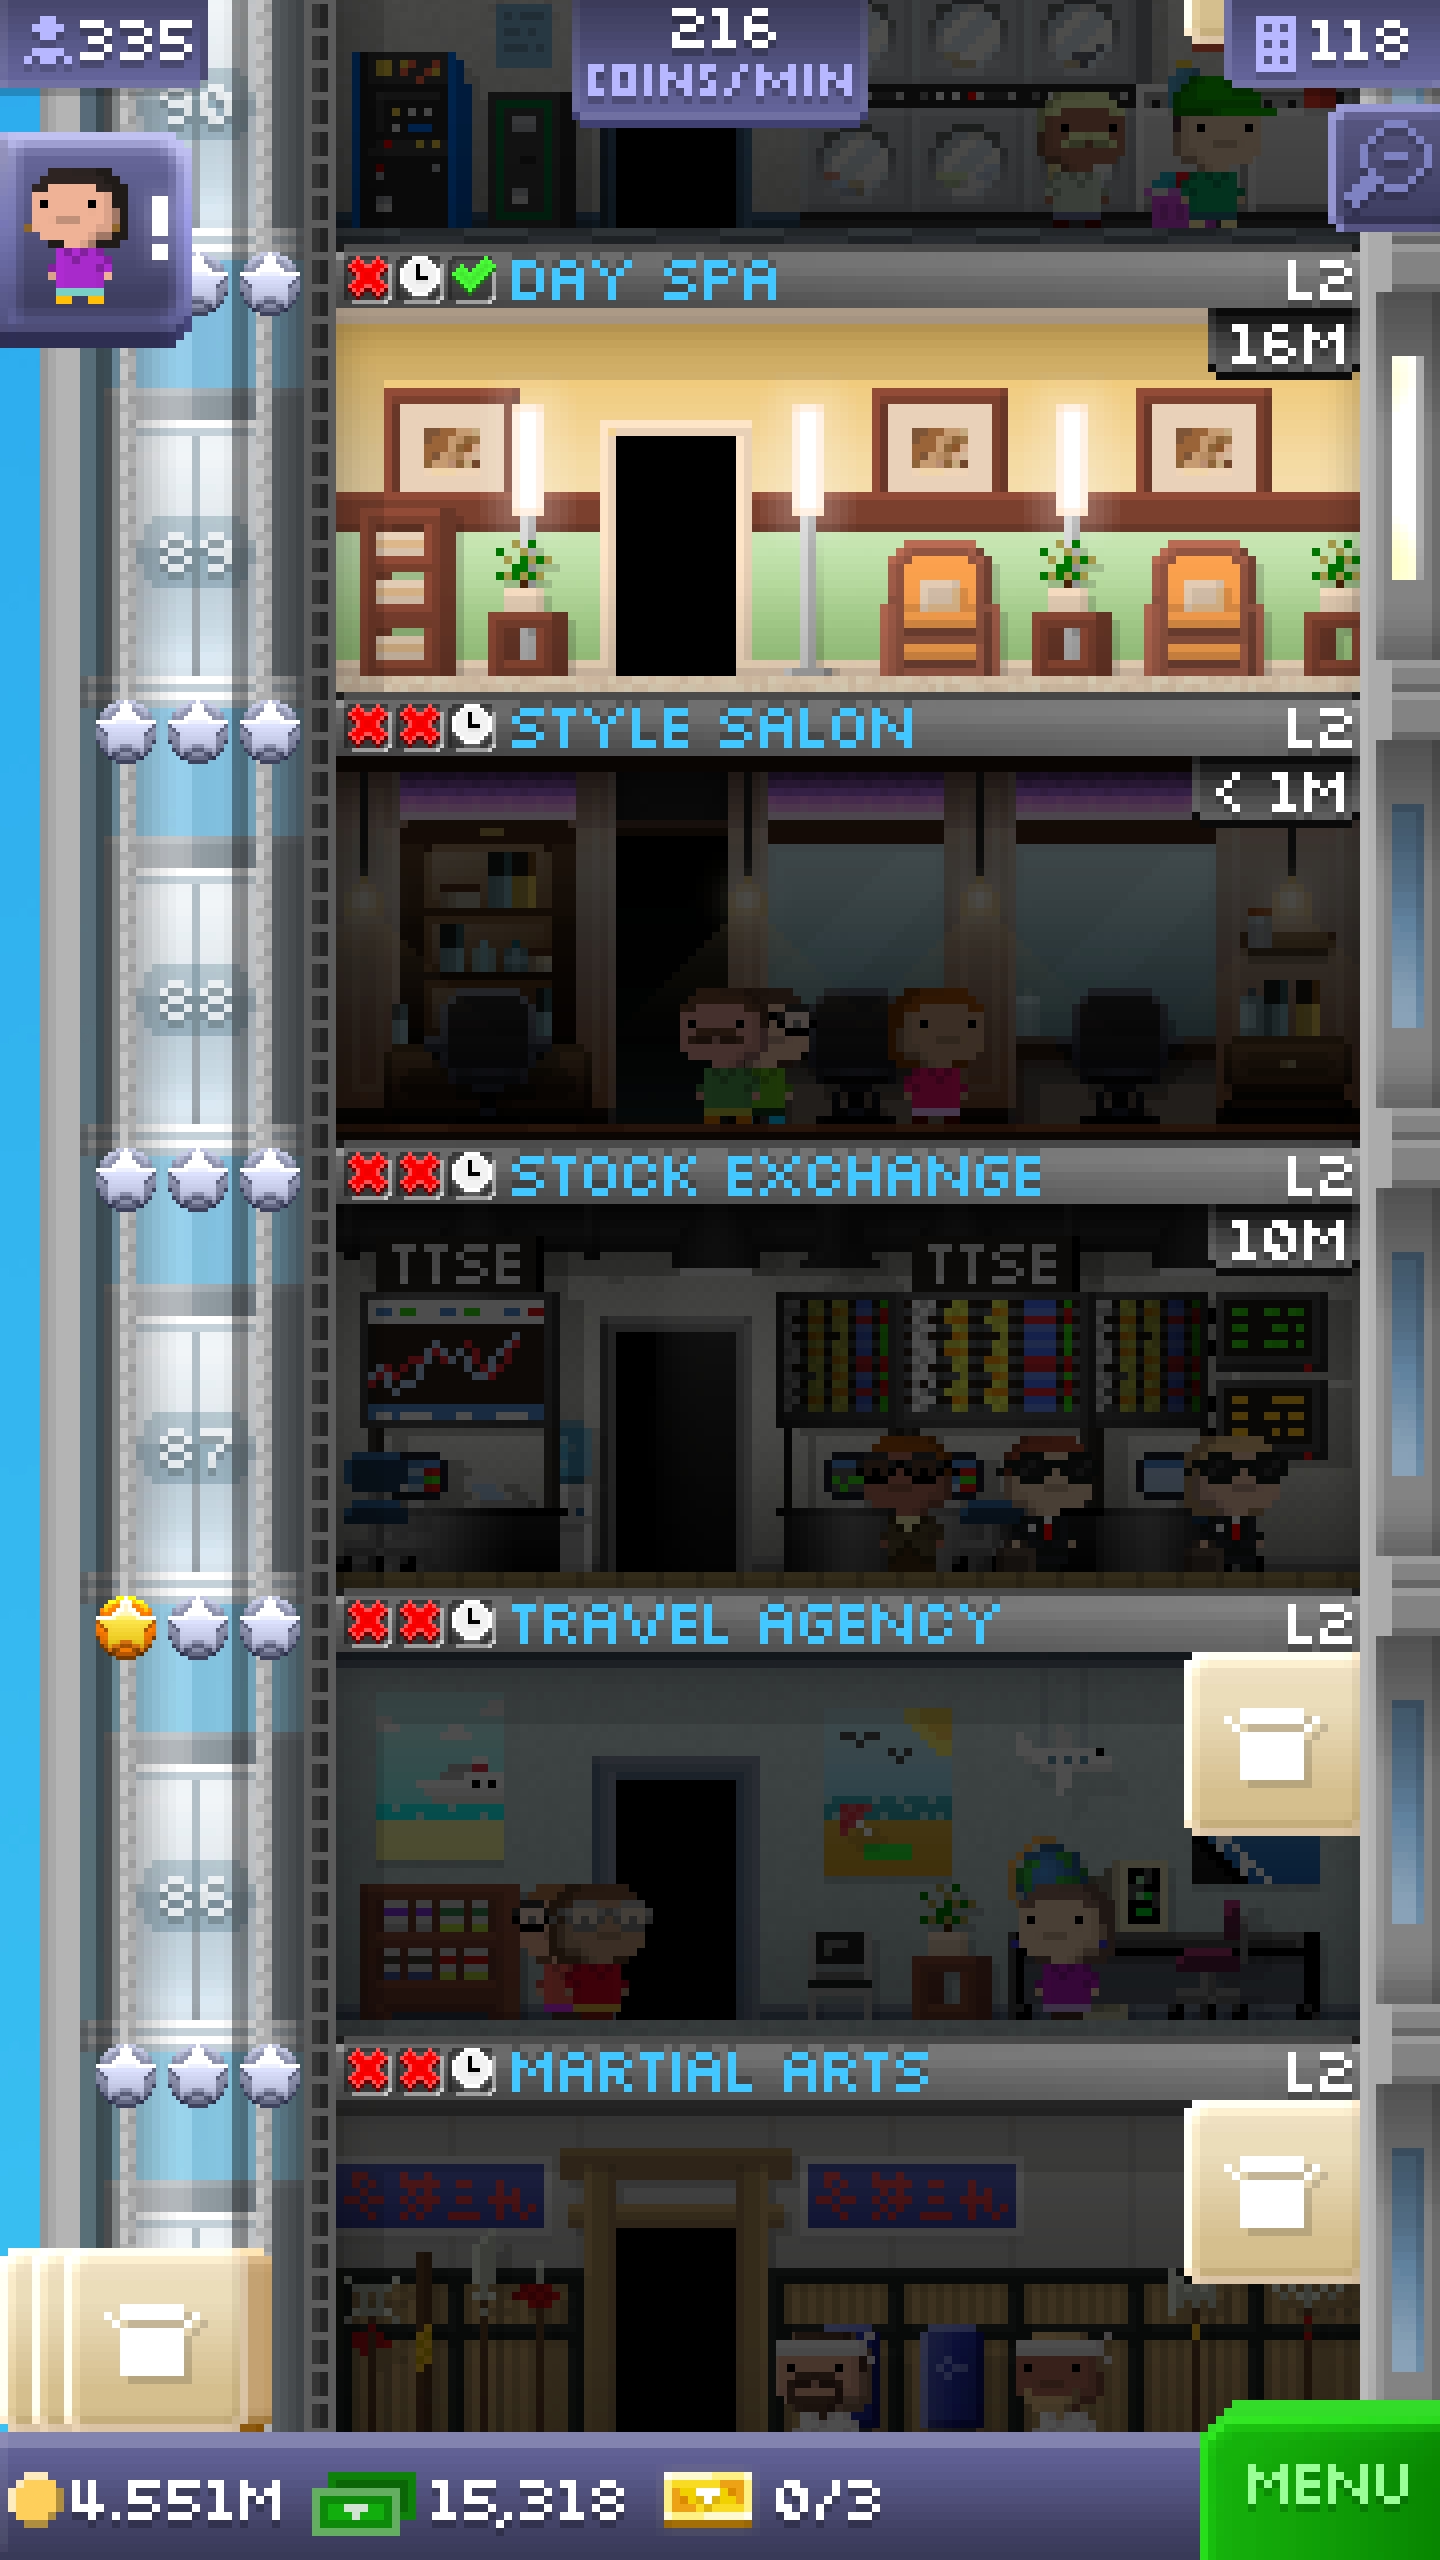 335
216
COINS/MIN
118
90
DAY SPA
L2
16M
89
STYLE SALON
L2
< 1M
88
STOCK EXCHANGE
L2
10M
TTSE
TTSE
87
TRAVEL AGENCY
L2
86
MARTIAL ARTS
L2
4.551M
15,318
0/3
MENU